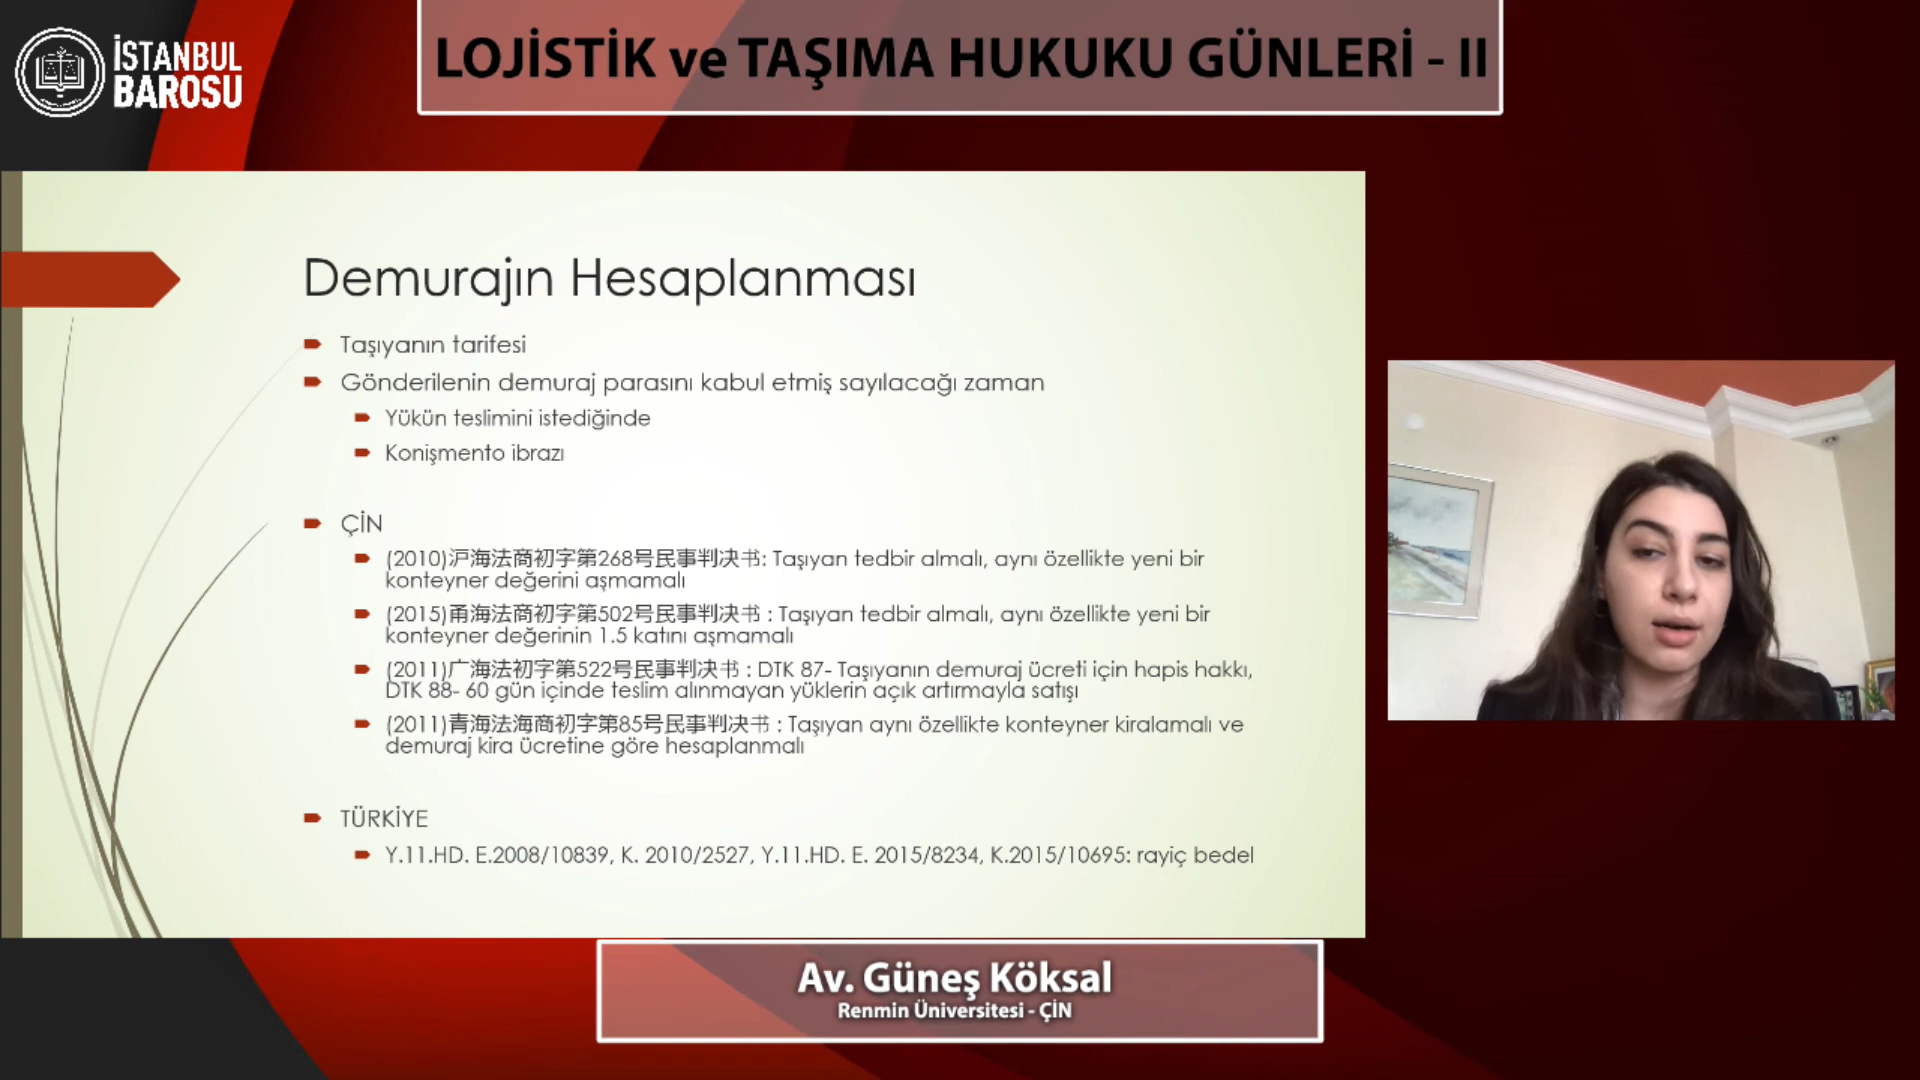 İSTANBUL
BAROSU
LOJİSTİK ve TAŞIMA HUKUKU GÜNLERİ - II
Demurajın Hesaplanması
Taşıyanın tarifesi
Gönderilenin demuraj parasını kabul etmiş sayılacağı zaman
Yükün teslimini istediğinde
Konişmento ibrazı
ÇİN
(2010)沪海法商初字第268号民事判决书: Taşıyan tedbir almalı, aynı özellikte yeni bir
konteyner değerini aşmamalı
(2015)甬海法商初字第502号民事判决书 : Taşıyan tedbir almalı, aynı özellikte yeni bir
konteyner değerinin 1.5 katını aşmamalı
(2011)广海法初字第522号民事判决书 : DTK 87- Taşıyanın demuraj ücreti için hapis hakkı,
DTK 88- 60 gün içinde teslim alınmayan yüklerin açık artırmayla satışı
(2011)青海法海商初字第85号民事判决书 : Taşıyan aynı özellikte konteyner kiralamalı ve
demuraj kira ücretine göre hesaplanmalı
TÜRKİYE
Y.11.HD. E.2008/10839, K. 2010/2527, Y.11.HD. E. 2015/8234, K.2015/10695: rayiç bedel
Av. Güneş Köksal
Renmin Üniversitesi - ÇİN